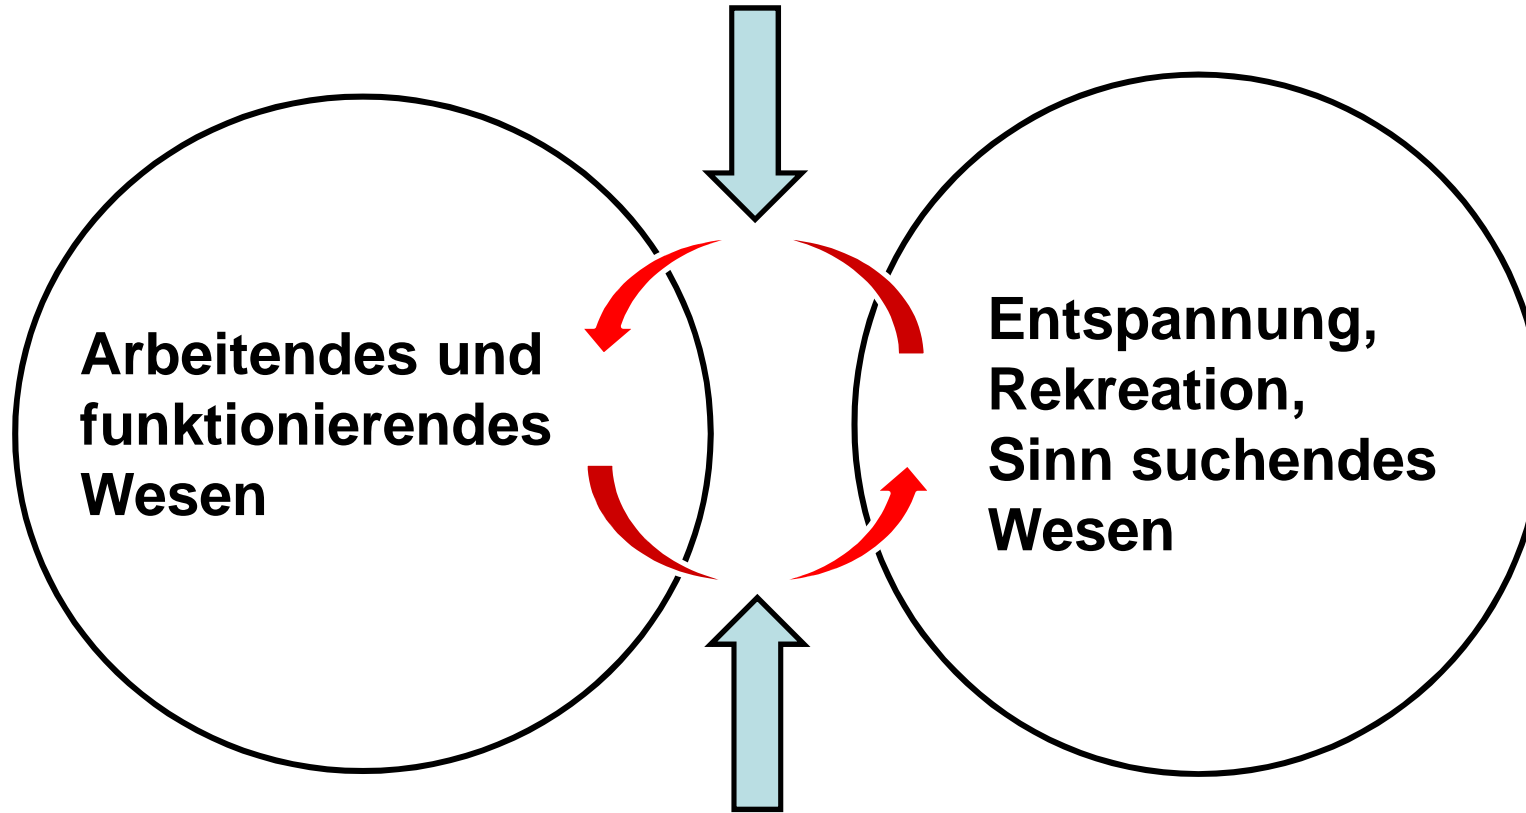 Arbeitendes und
funktionierendes
Wesen
Entspannung,
Rekreation,
Sinn suchendes
Wesen